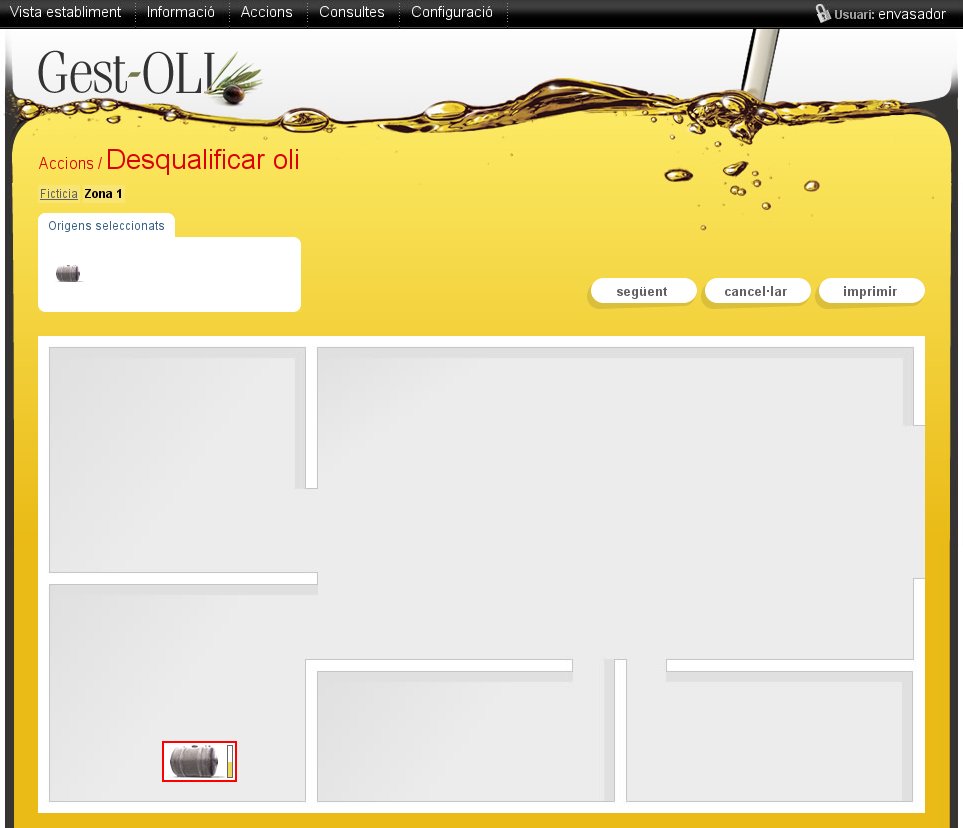 Vista establiment Informació Accions Consultes Configuració Usuari: envasador
Gest-OLI
Accions / Desqualificar oli
Ficticia Zona 1
Origens seleccionats
següent cancel·lar imprimir